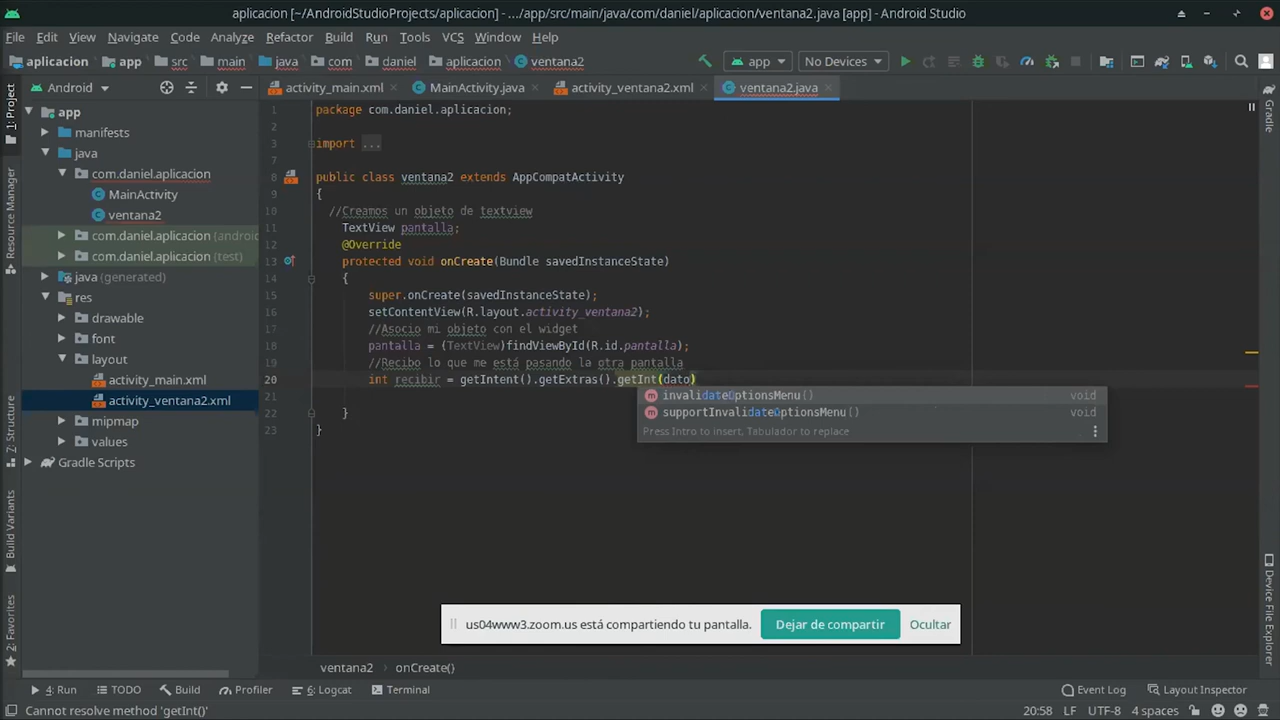 aplicacion [~/AndroidStudioProjects/aplicacion] - .../app/src/main/java/com/daniel/aplicacion/ventana2.java [app] - Android Studio
File Edit View Navigate Code Analyze Refactor Build Run Tools VCS Window Help
aplicacion app src main java com daniel aplicacion ventana2 app No Devices
Android activity_main.xml MainActivity.java activity_ventana2.xml ventana2.java
1: Project
Resource Manager
7: Structure
Build Variants
2: Favorites
app
manifests
java
com.daniel.aplicacion
MainActivity
ventana2
com.daniel.aplicacion (andro
com.daniel.aplicacion (test)
java (generated)
res
drawable
font
layout
activity_main.xml
activity_ventana2.xml
mipmap
values
Gradle Scripts
1 package com.daniel.aplicacion;
2
3 import ...
7
8 public class ventana2 extends AppCompatActivity
9 {
10 //Creamos un objeto de textview
11 TextView pantalla;
12 @Override
13 protected void onCreate(Bundle savedInstanceState)
14 {
15 super.onCreate(savedInstanceState);
16 setContentView(R.layout.activity_ventana2);
17 //Asocio mi objeto con el widget
18 pantalla = (TextView)findViewById(R.id.pantalla);
19 //Recibo lo que me está pasando la otra pantalla
20 int recibir = getIntent().getExtras().getInt(dato)
21
22 }
23 }
invalidateOptionsMenu() void
supportInvalidateOptionsMenu() void
Press Intro to insert, Tabulador to replace
us04www3.zoom.us está compartiendo tu pantalla. Dejar de compartir Ocultar
Gradle
Device File Explorer
ventana2 onCreate()
4: Run TODO Build Profiler 6: Logcat Terminal Event Log Layout Inspector
Cannot resolve method 'getInt()' 20:58 LF UTF-8 4 spaces